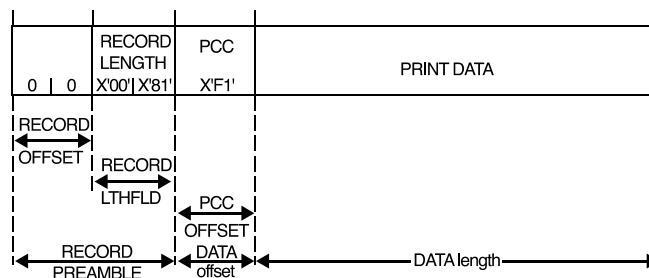 RECORD
LENGTH
PCC
PRINT DATA
0 | 0
X'00' | X'81'
X'F1'
RECORD
OFFSET
RECORD
LTHFLD
PCC
OFFSET
RECORD
PREAMBLE
DATA
offset
DATA length